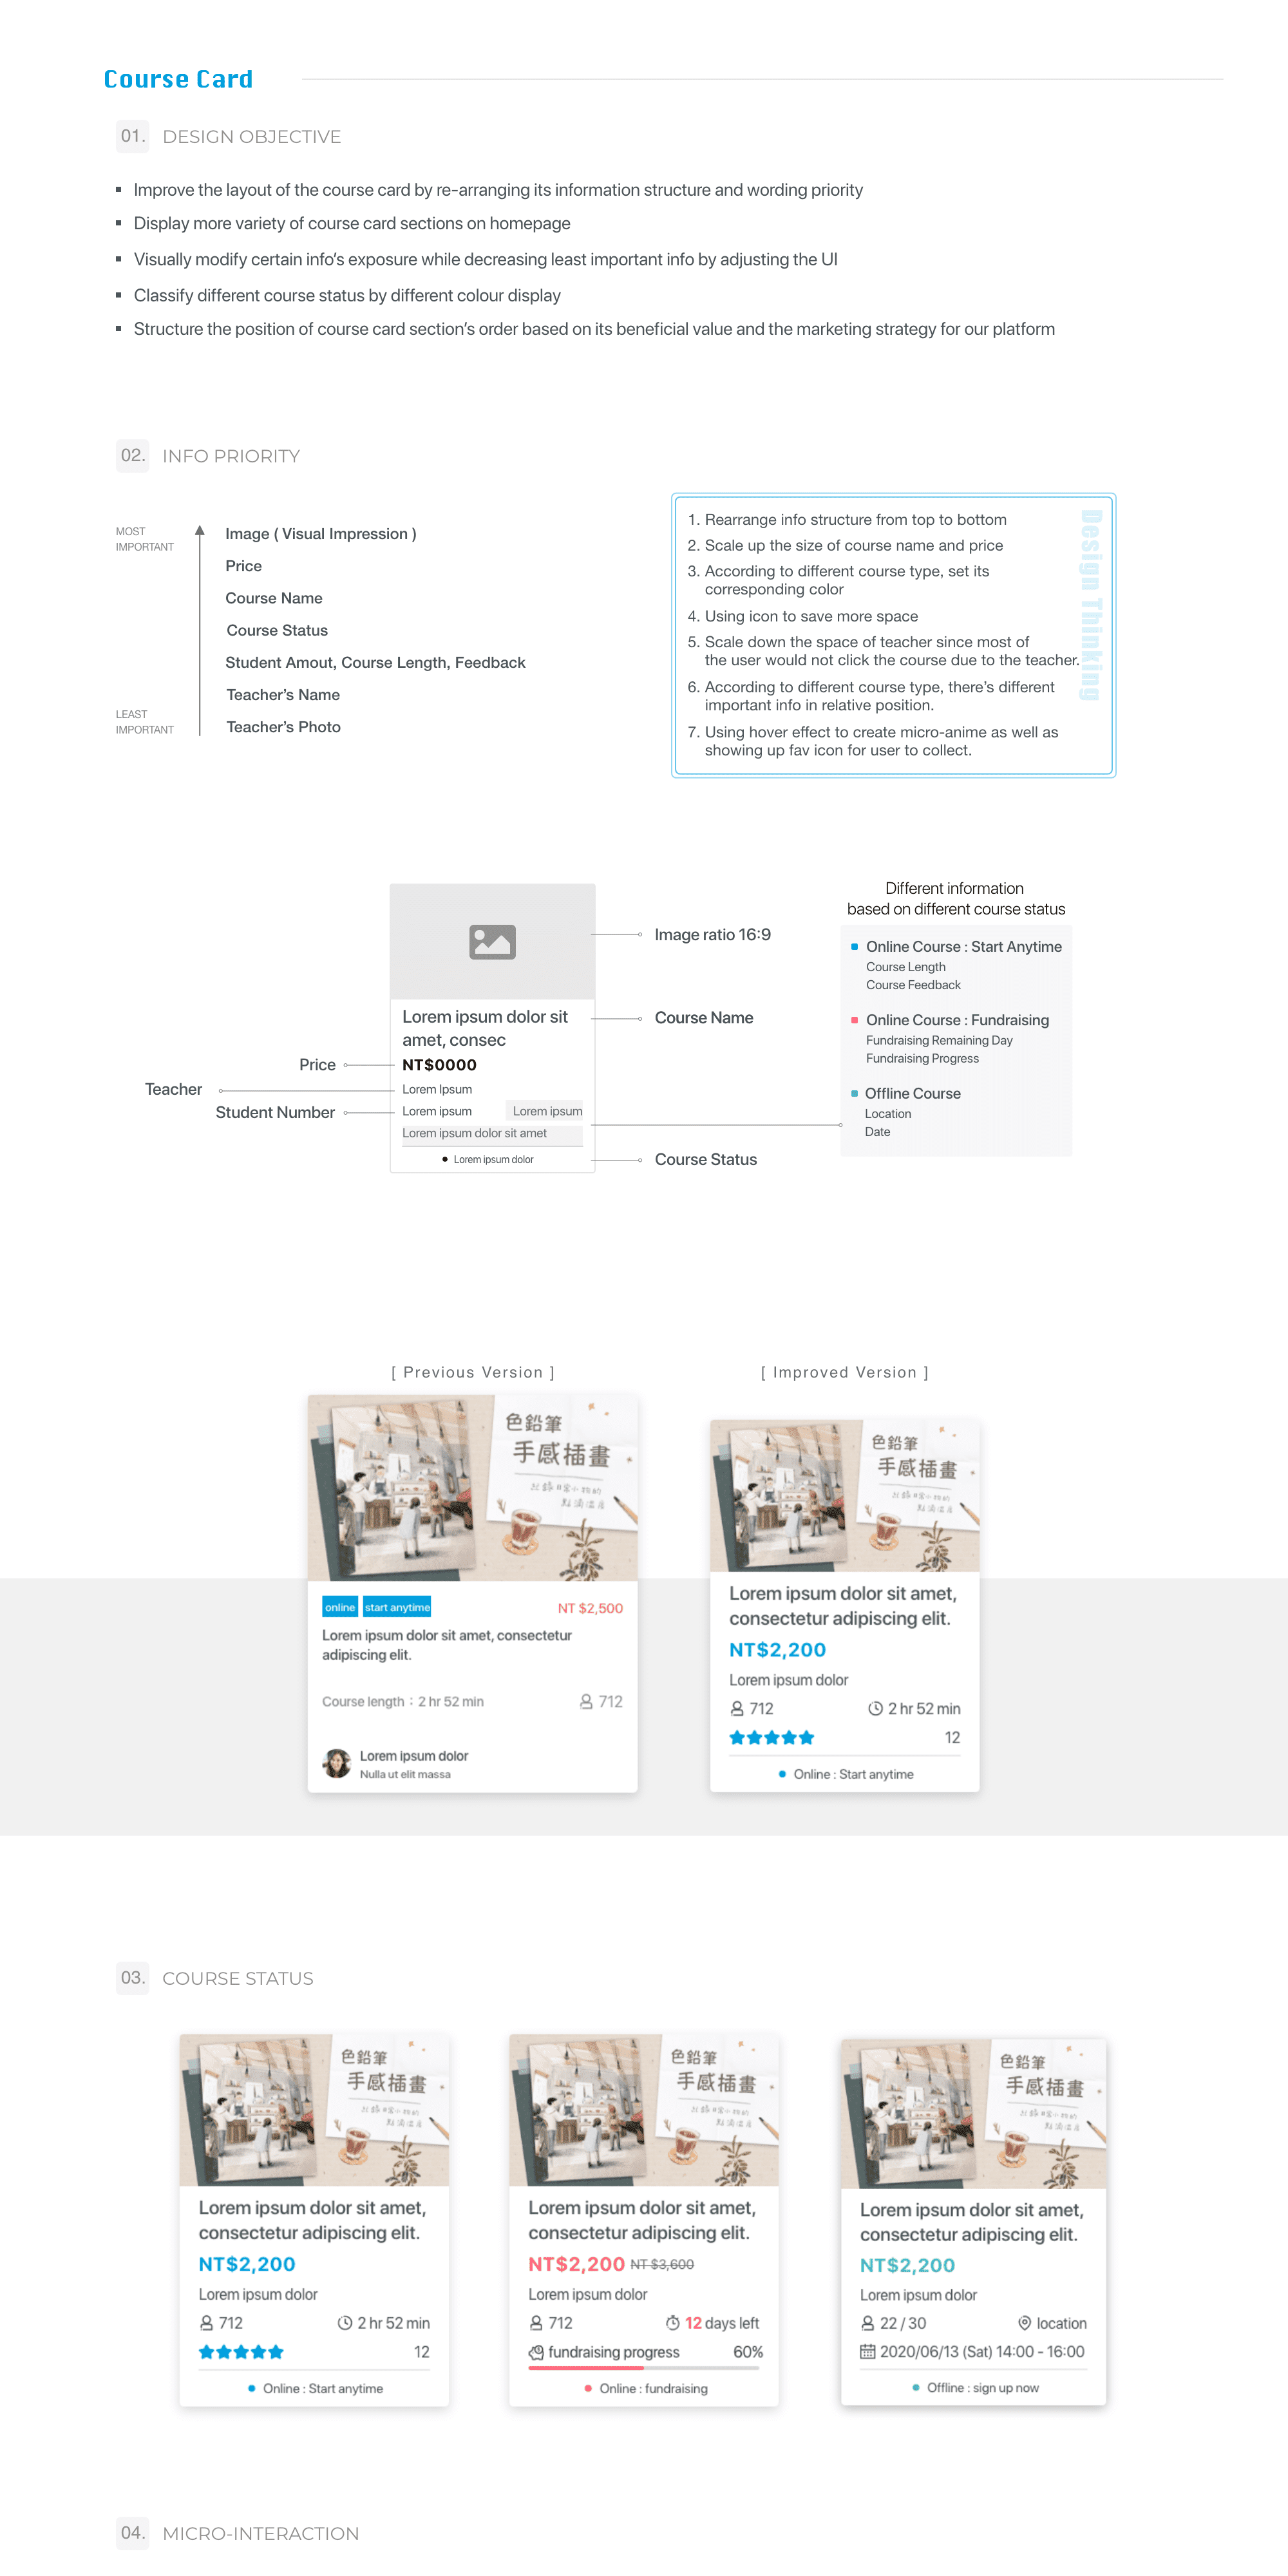 Course Card
01. DESIGN OBJECTIVE
Improve the layout of the course card by re-arranging its information structure and wording priority
Display more variety of course card sections on homepage
Visually modify certain info's exposure while decreasing least important info by adjusting the UI
Classify different course status by different colour display
Structure the position of course card section's order based on its beneficial value and the marketing strategy for our platform
02. INFO PRIORITY
MOST
IMPORTANT
Image ( Visual Impression )
Price
Course Name
Course Status
Student Amout, Course Length, Feedback
Teacher's Name
Teacher's Photo
LEAST
IMPORTANT
Design Thinking
1. Rearrange info structure from top to bottom
2. Scale up the size of course name and price
3. According to different course type, set its
corresponding color
4. Using icon to save more space
5. Scale down the space of teacher since most of
the user would not click the course due to the teacher.
6. According to different course type, there's different
important info in relative position.
7. Using hover effect to create micro-anime as well as
showing up fav icon for user to collect.
Image ratio 16:9
Lorem ipsum dolor sit
amet, consec
Course Name
Price
NT$0000
Teacher
Lorem Ipsum
Student Number
Lorem ipsum
Lorem ipsum
Lorem ipsum dolor sit amet
Lorem ipsum dolor
Course Status
Different information
based on different course status
Online Course : Start Anytime
Course Length
Course Feedback
Online Course : Fundraising
Fundraising Remaining Day
Fundraising Progress
Offline Course
Location
Date
[ Previous Version ]
色鉛筆
手感插畫
online
start anytime
NT $2,500
Lorem ipsum dolor sit amet, consectetur
adipiscing elit.
Course length : 2 hr 52 min
712
Lorem ipsum dolor
Nulla ut elit massa
[ Improved Version ]
色鉛筆
手感插畫
Lorem ipsum dolor sit amet,
consectetur adipiscing elit.
NT$2,200
Lorem ipsum dolor
712
2 hr 52 min
12
Online : Start anytime
03. COURSE STATUS
色鉛筆
手感插畫
Lorem ipsum dolor sit amet,
consectetur adipiscing elit.
NT$2,200
Lorem ipsum dolor
712
2 hr 52 min
12
Online : Start anytime
色鉛筆
手感插畫
Lorem ipsum dolor sit amet,
consectetur adipiscing elit.
NT$2,200 NT $3,600
Lorem ipsum dolor
712
12 days left
fundraising progress 60%
Online : fundraising
色鉛筆
手感插畫
Lorem ipsum dolor sit amet,
consectetur adipiscing elit.
NT$2,200
Lorem ipsum dolor
22 / 30
location
2020/06/13 (Sat) 14:00 - 16:00
Offline : sign up now
04. MICRO-INTERACTION